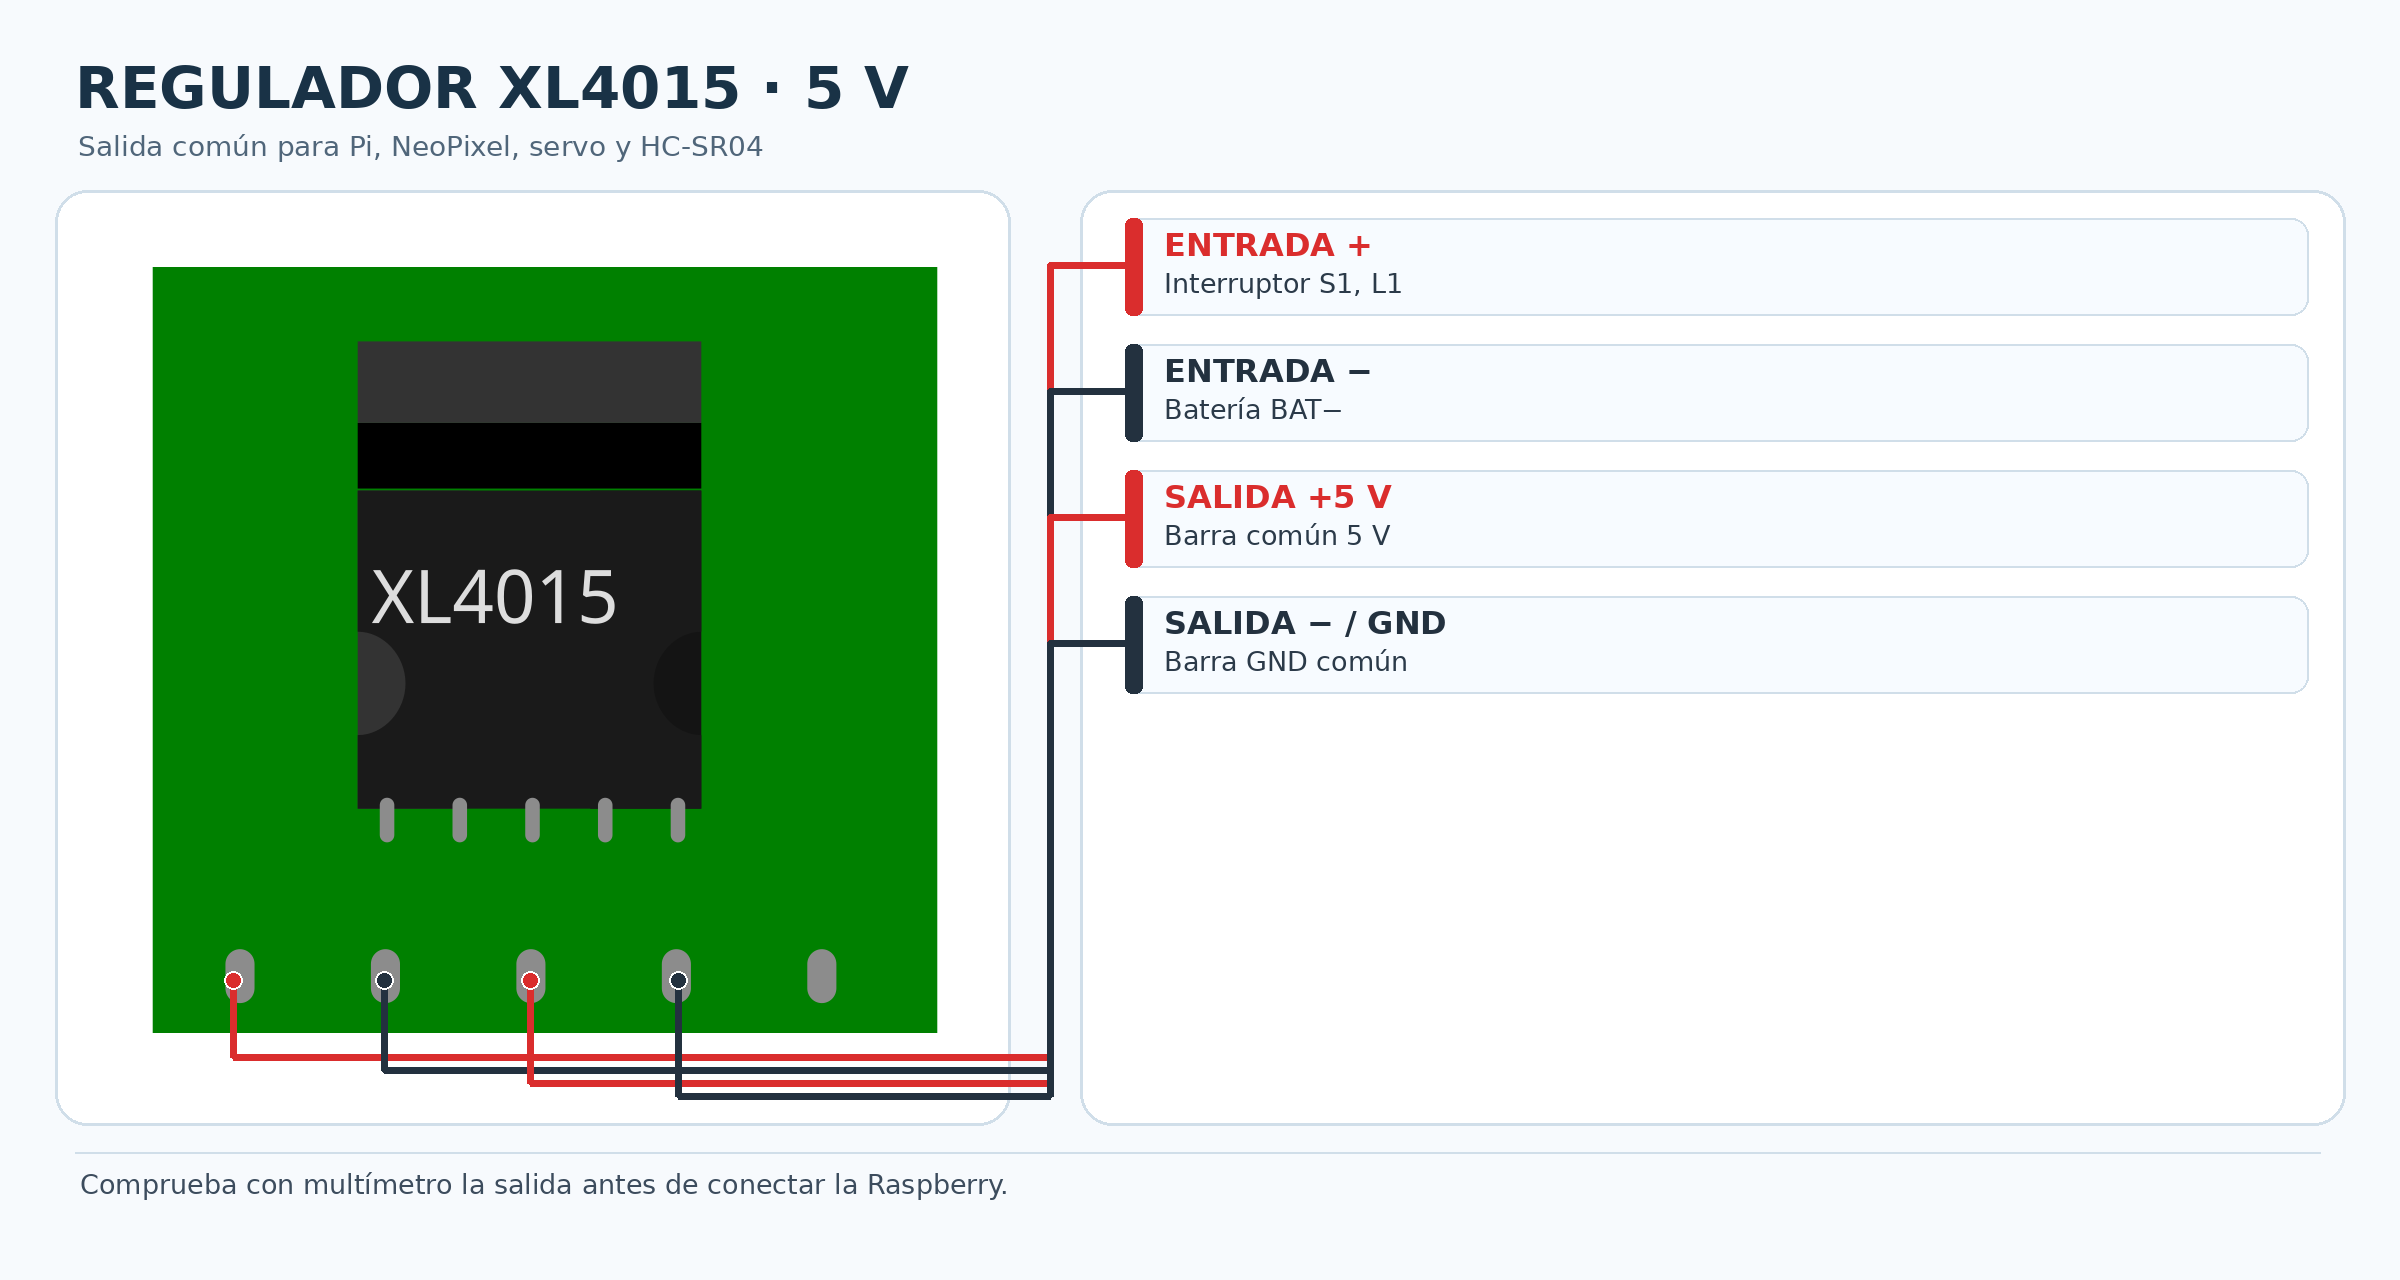 REGULADOR XL4015 · 5 V
Salida común para Pi, NeoPixel, servo y HC-SR04
XL4015
ENTRADA +
Interruptor S1, L1
ENTRADA −
Batería BAT−
SALIDA +5 V
Barra común 5 V
SALIDA − / GND
Barra GND común
Comprueba con multímetro la salida antes de conectar la Raspberry.